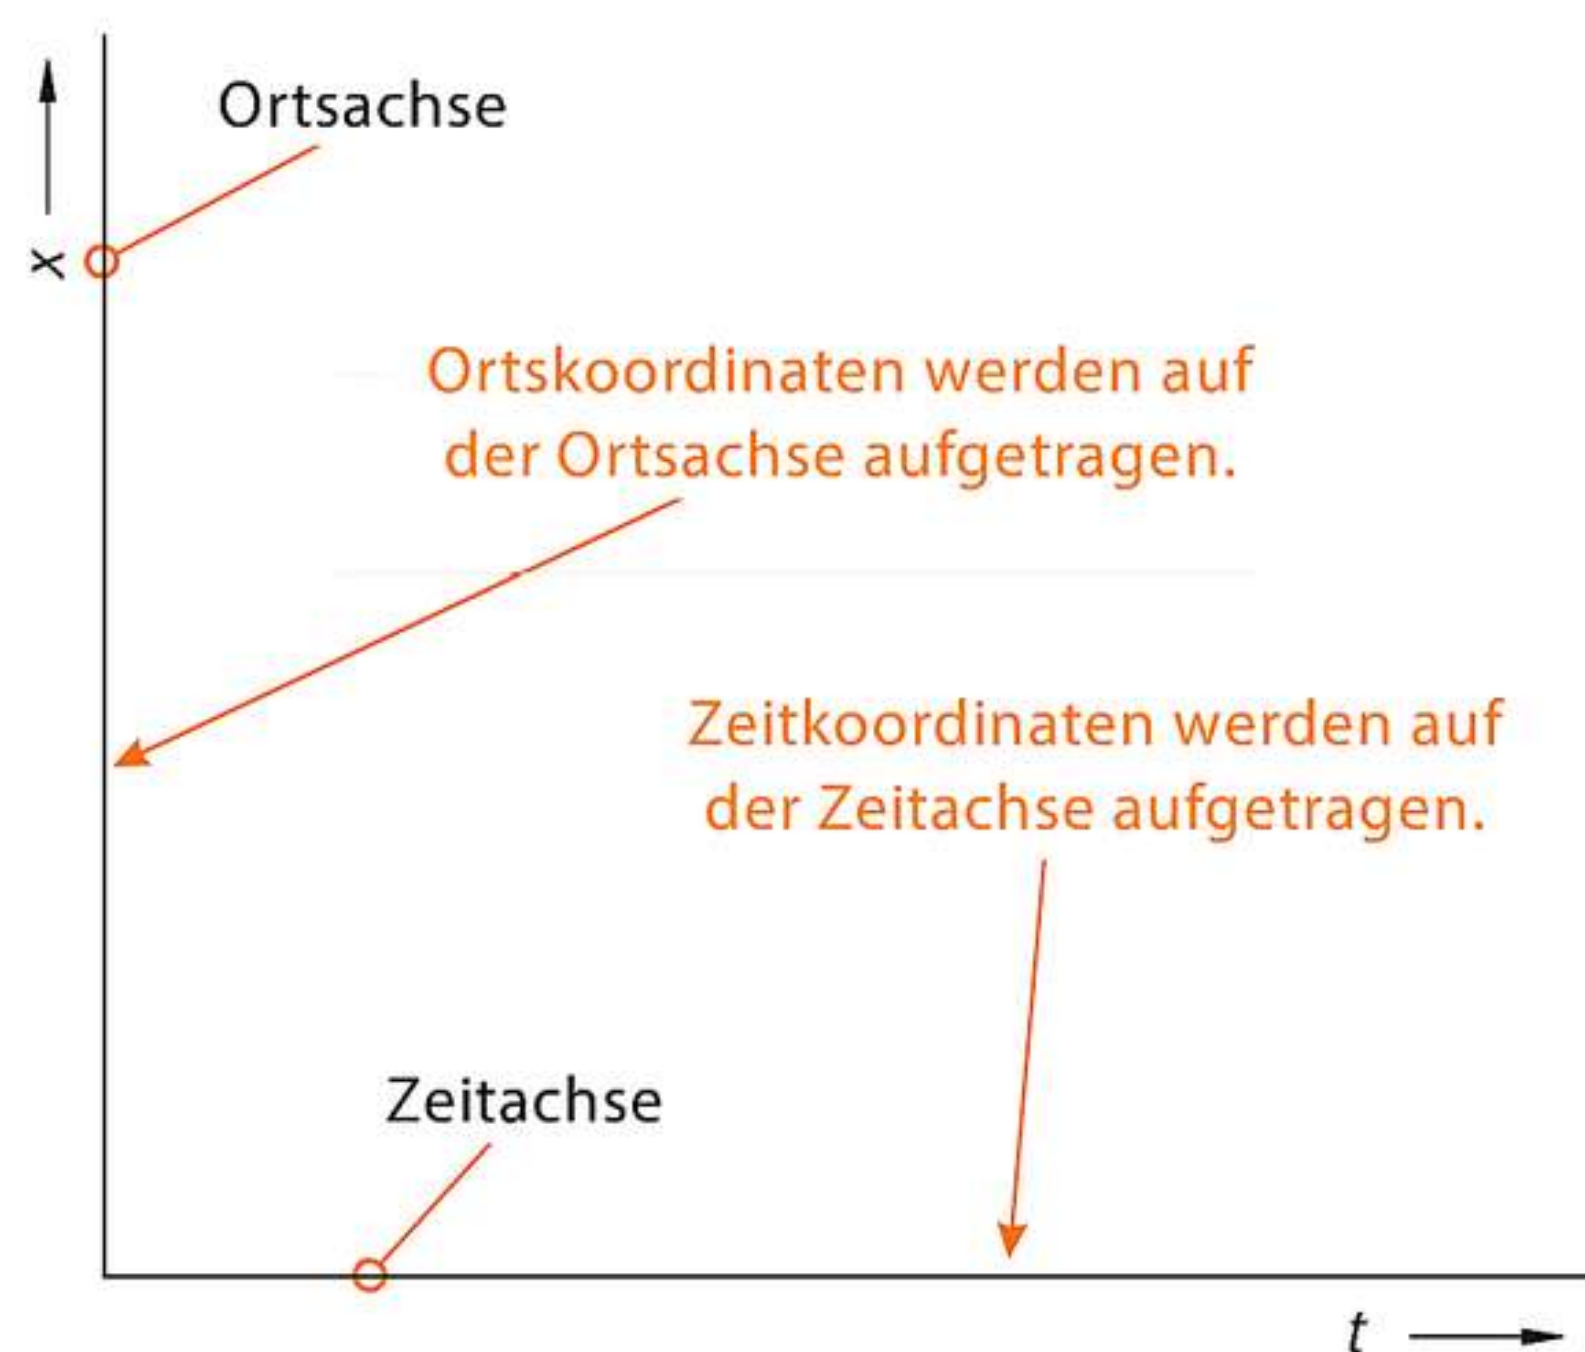 Ortsachse
x
Ortskoordinaten werden auf
der Ortsachse aufgetragen.
Zeitkoordinaten werden auf
der Zeitachse aufgetragen.
Zeitachse
t